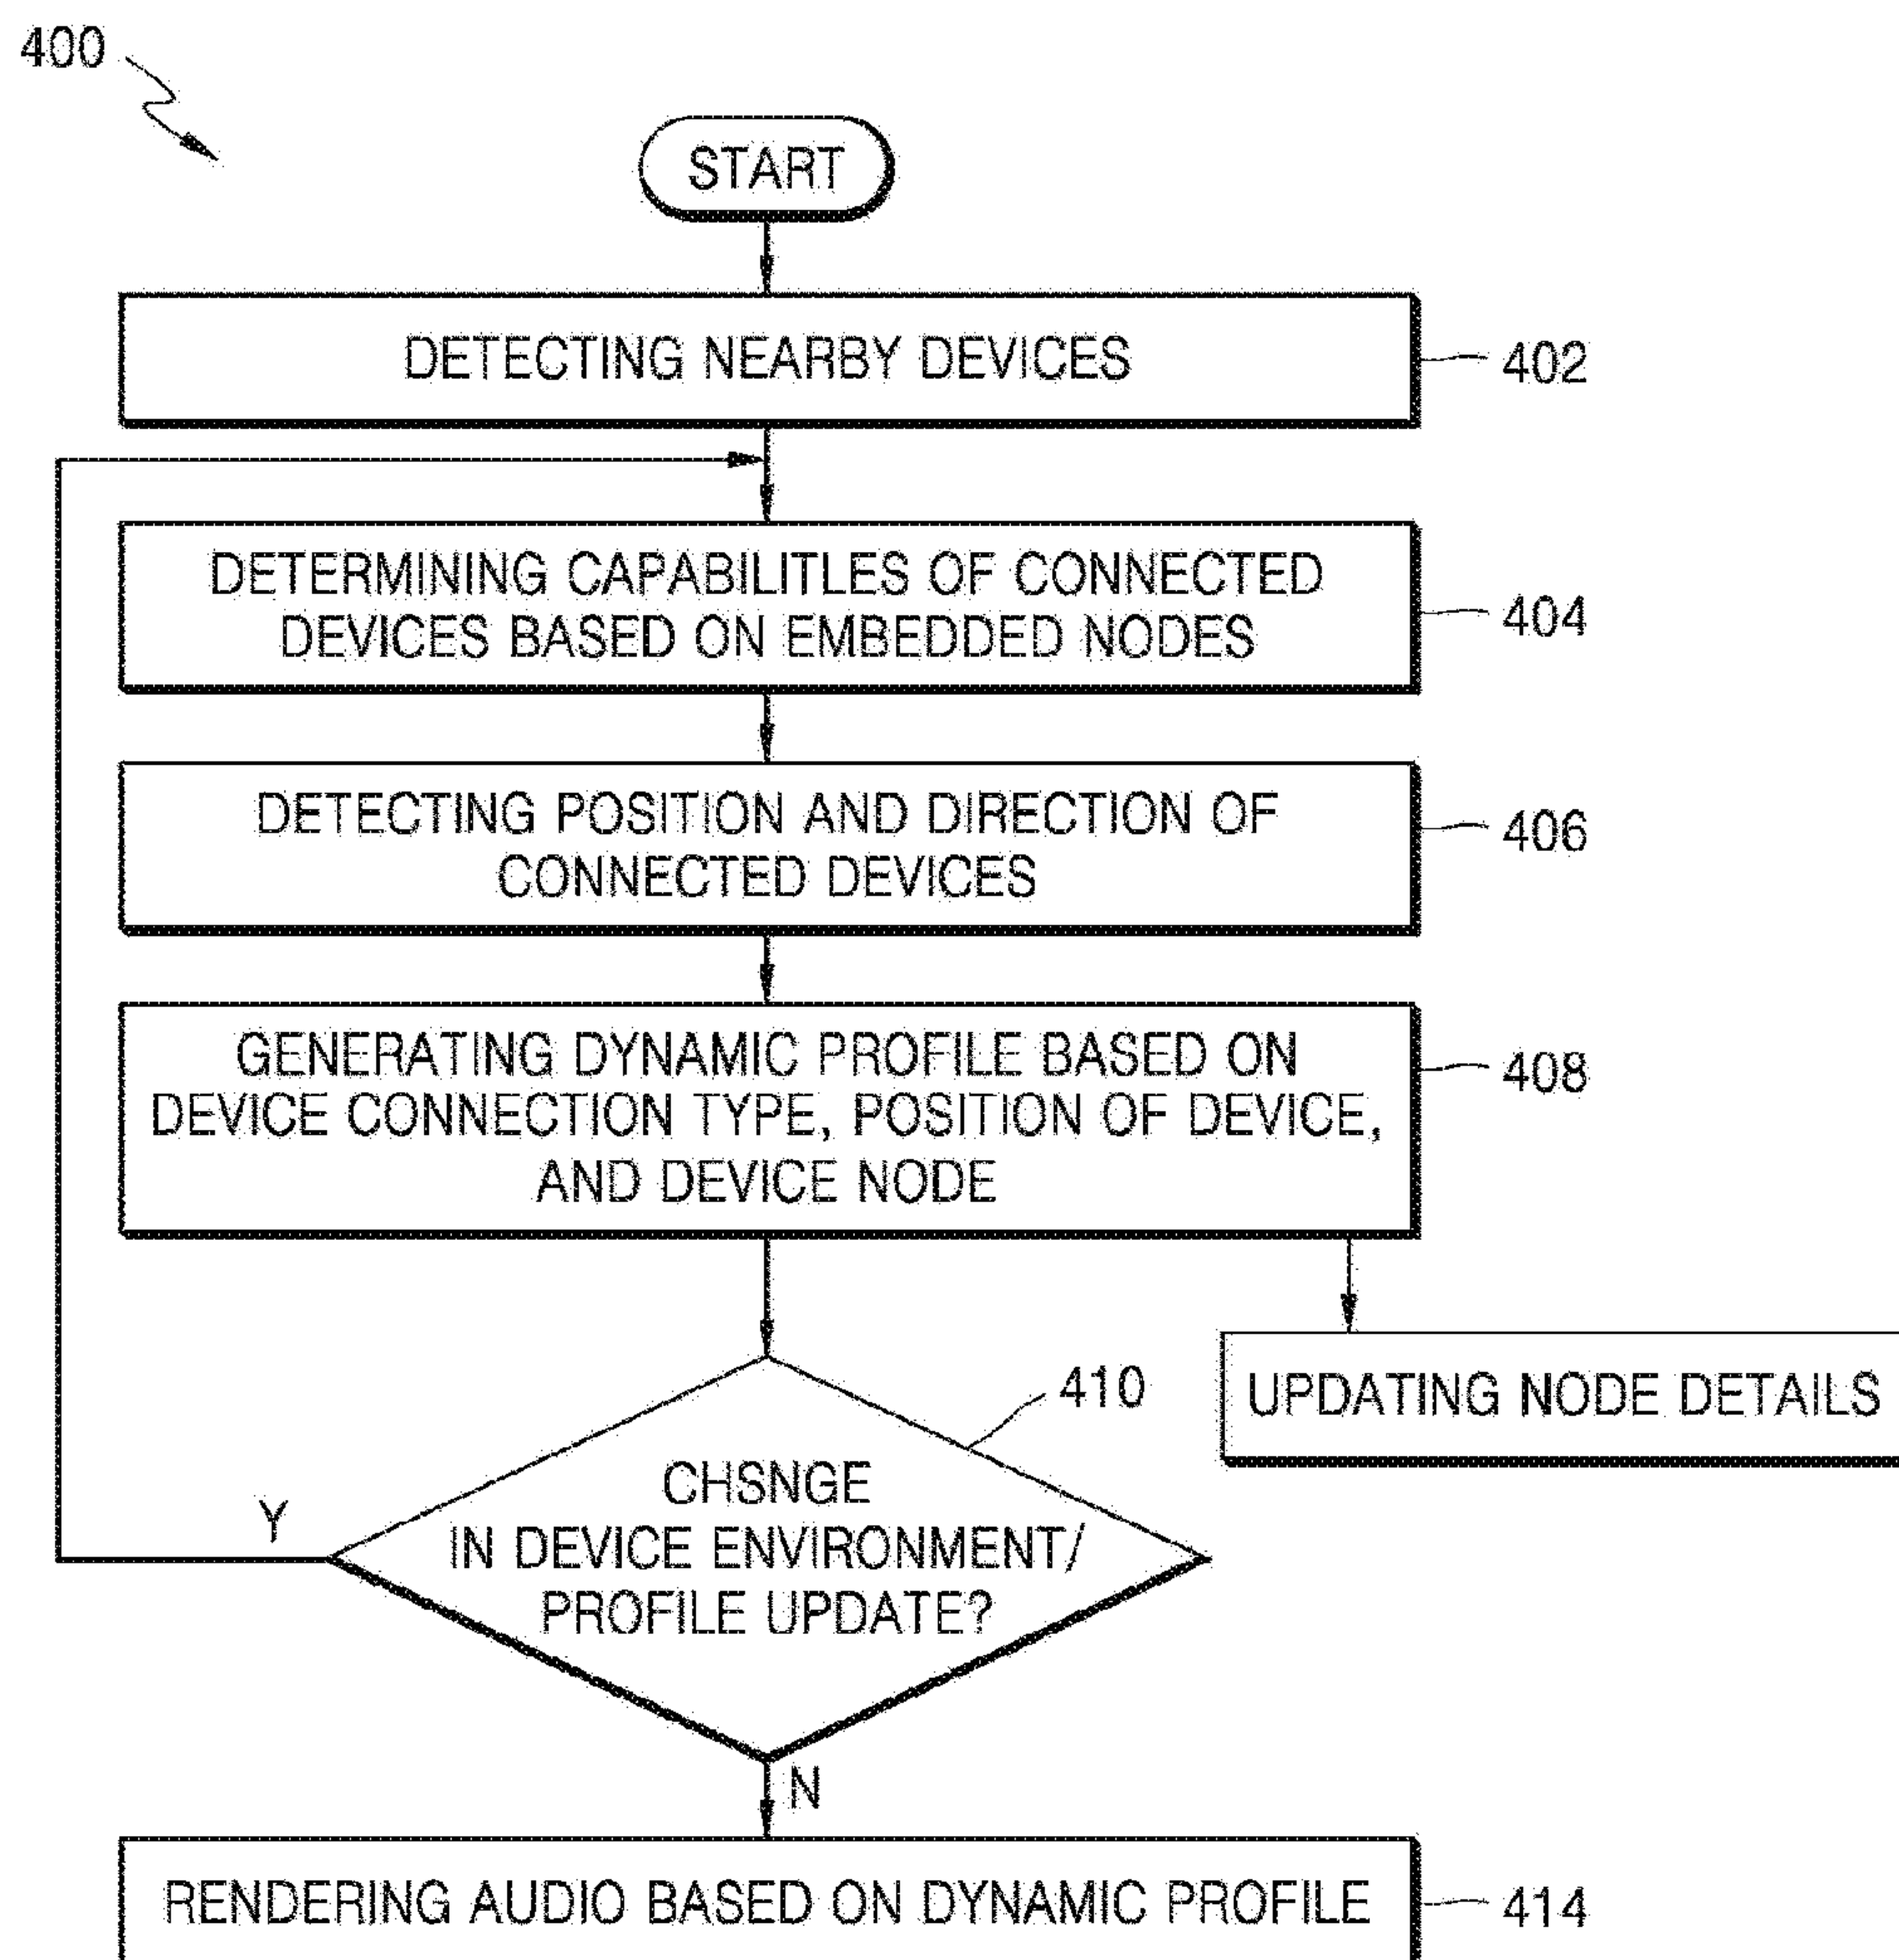 400
START
DETECTING NEARBY DEVICES
402
DETERMINING CAPABILITLES OF CONNECTED
DEVICES BASED ON EMBEDDED NODES
404
DETECTING POSITION AND DIRECTION OF
CONNECTED DEVICES
406
GENERATING DYNAMIC PROFILE BASED ON
DEVICE CONNECTION TYPE, POSITION OF DEVICE,
AND DEVICE NODE
408
UPDATING NODE DETAILS
410
CHSNGE
IN DEVICE ENVIRONMENT/
PROFILE UPDATE?
Y
N
RENDERING AUDIO BASED ON DYNAMIC PROFILE
414